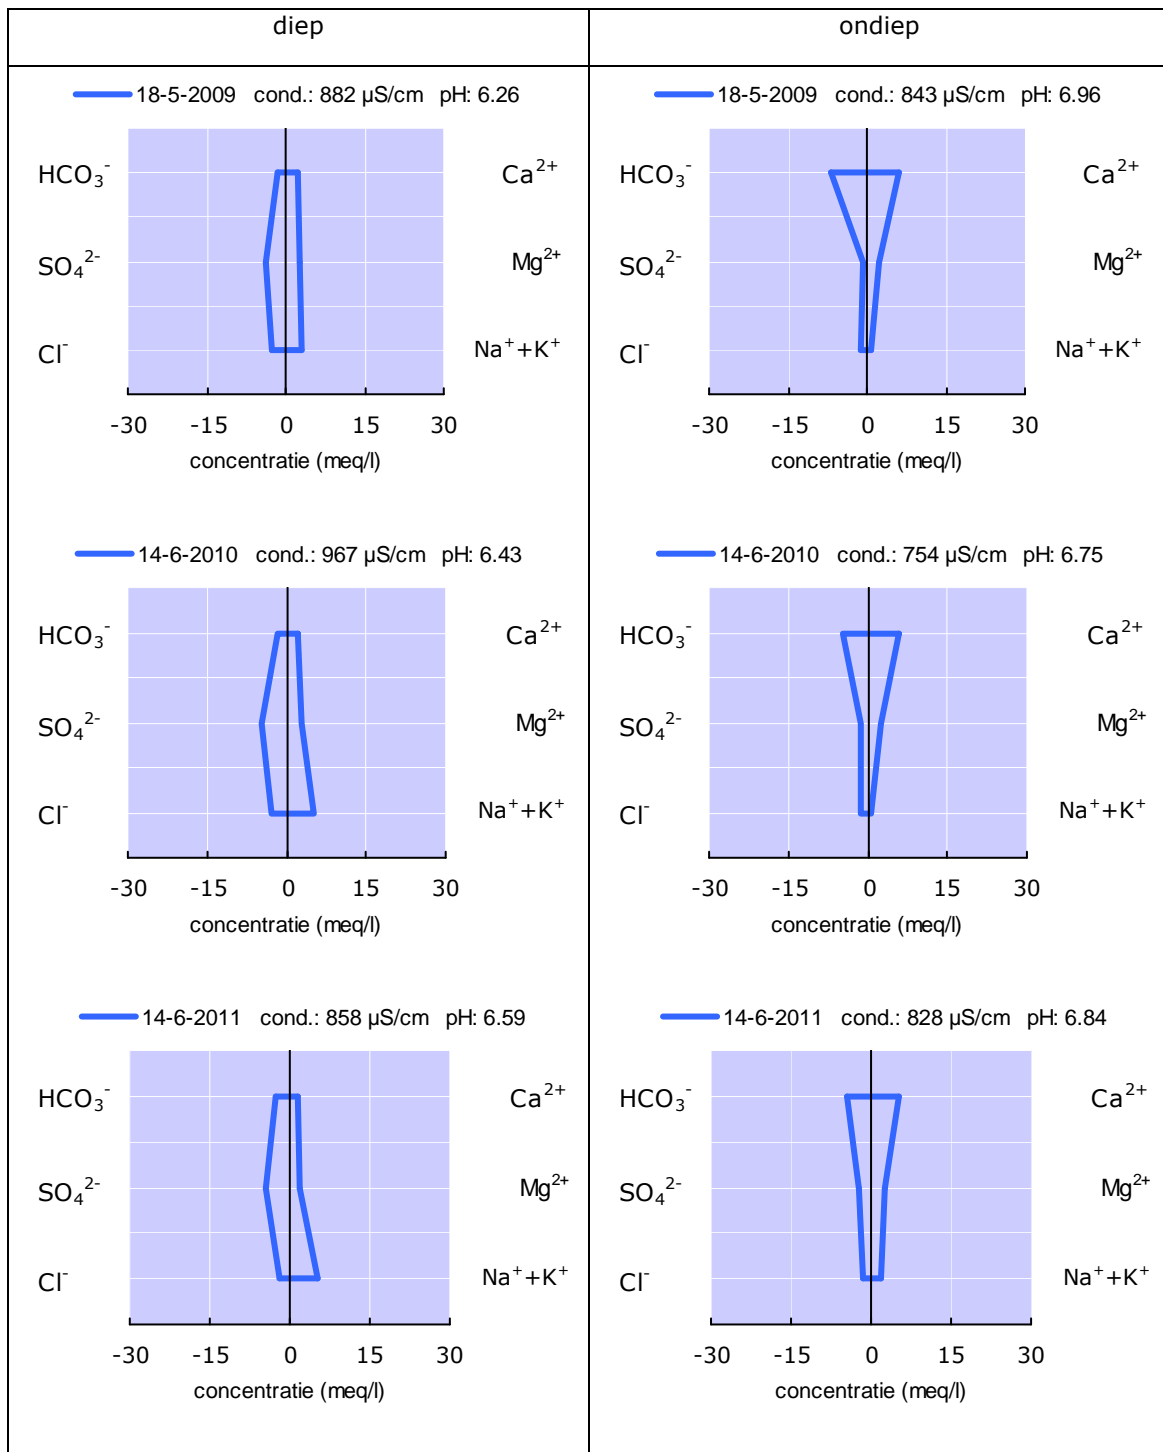 diep
ondiep
18-5-2009 cond.: 882 µS/cm pH: 6.26
HCO₃⁻ Ca²⁺
SO₄²⁻ Mg²⁺
Cl⁻ Na⁺+K⁺
-30 -15 0 15 30
concentratie (meq/l)
18-5-2009 cond.: 843 µS/cm pH: 6.96
HCO₃⁻ Ca²⁺
SO₄²⁻ Mg²⁺
Cl⁻ Na⁺+K⁺
-30 -15 0 15 30
concentratie (meq/l)
14-6-2010 cond.: 967 µS/cm pH: 6.43
HCO₃⁻ Ca²⁺
SO₄²⁻ Mg²⁺
Cl⁻ Na⁺+K⁺
-30 -15 0 15 30
concentratie (meq/l)
14-6-2010 cond.: 754 µS/cm pH: 6.75
HCO₃⁻ Ca²⁺
SO₄²⁻ Mg²⁺
Cl⁻ Na⁺+K⁺
-30 -15 0 15 30
concentratie (meq/l)
14-6-2011 cond.: 858 µS/cm pH: 6.59
HCO₃⁻ Ca²⁺
SO₄²⁻ Mg²⁺
Cl⁻ Na⁺+K⁺
-30 -15 0 15 30
concentratie (meq/l)
14-6-2011 cond.: 828 µS/cm pH: 6.84
HCO₃⁻ Ca²⁺
SO₄²⁻ Mg²⁺
Cl⁻ Na⁺+K⁺
-30 -15 0 15 30
concentratie (meq/l)